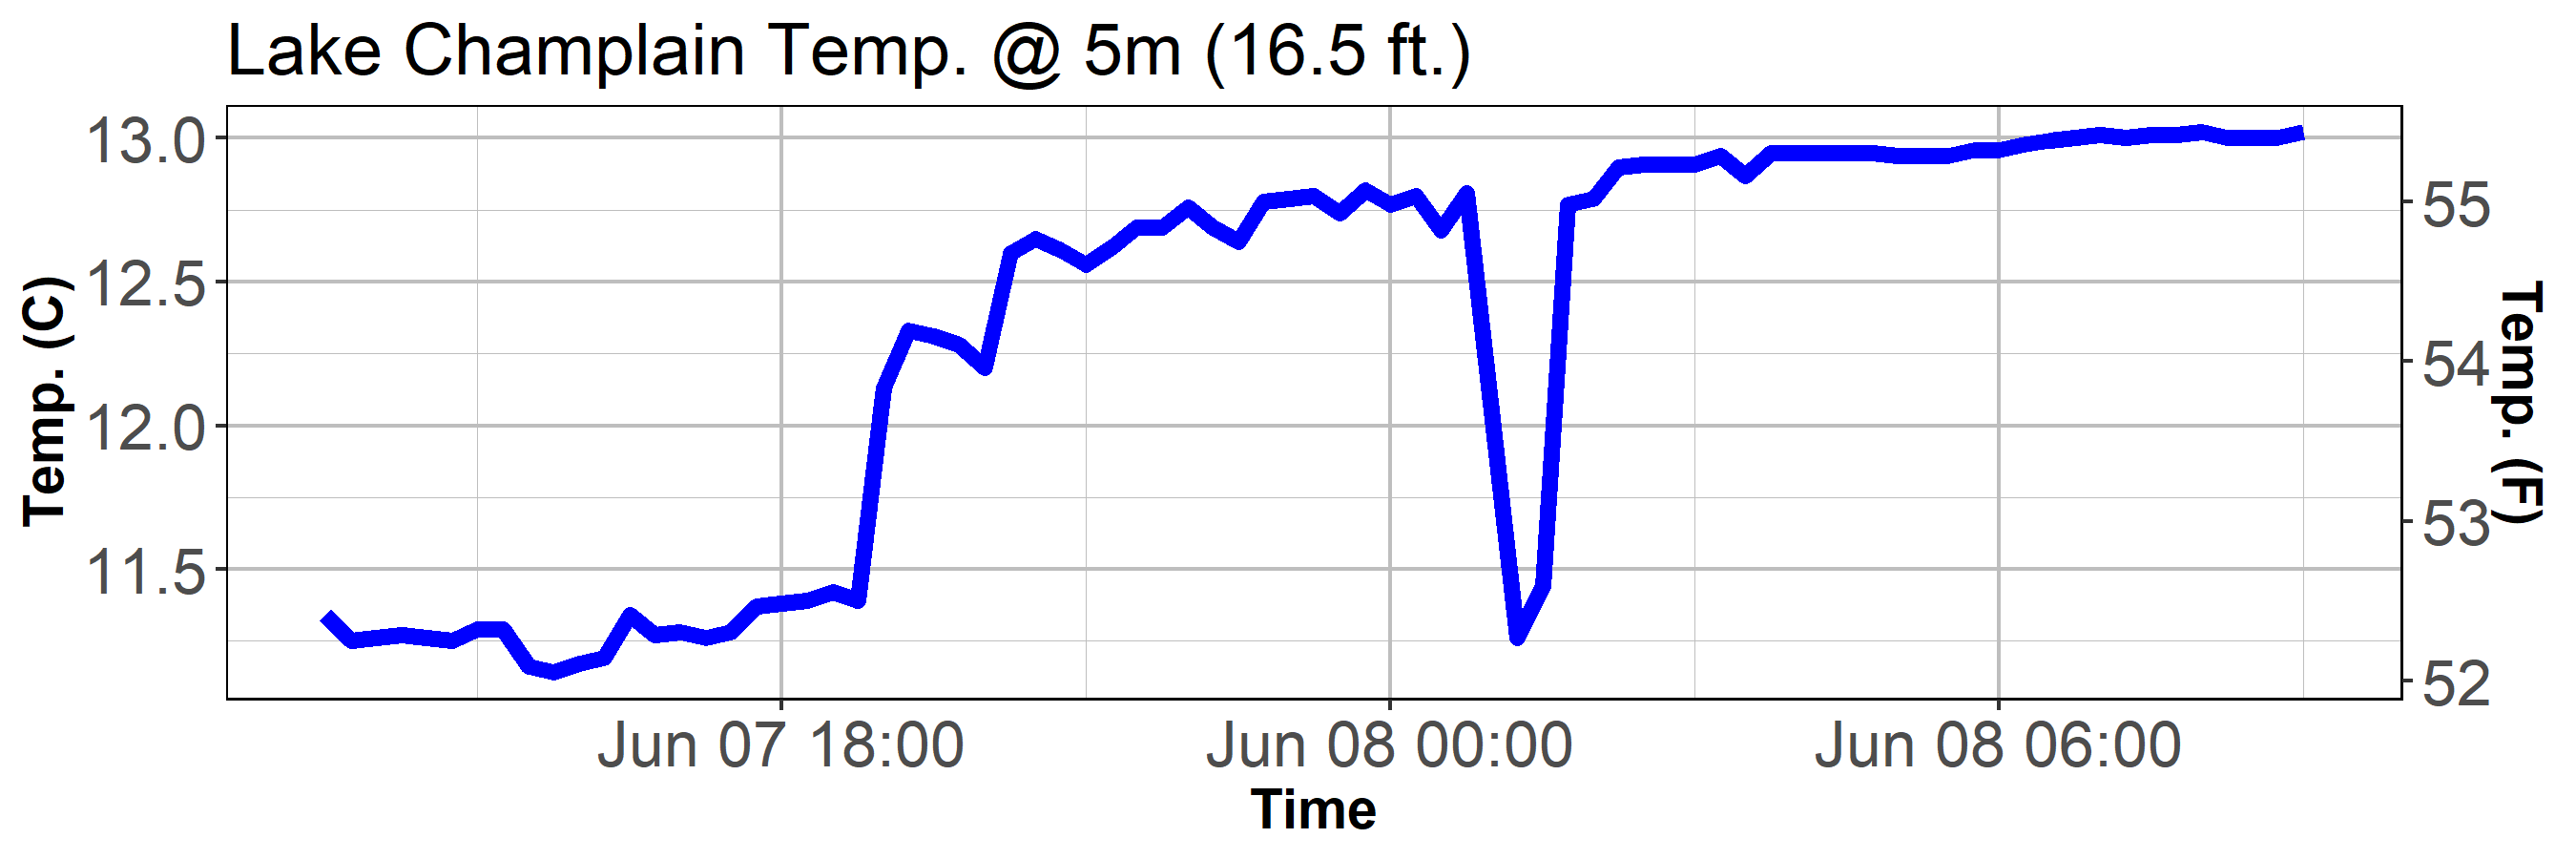 Lake Champlain Temp. @ 5m (16.5 ft.)
13.0
12.5
12.0
11.5
Temp. (C)
55
54
53
52
Temp. (F)
Jun 07 18:00 Jun 08 00:00 Jun 08 06:00
Time